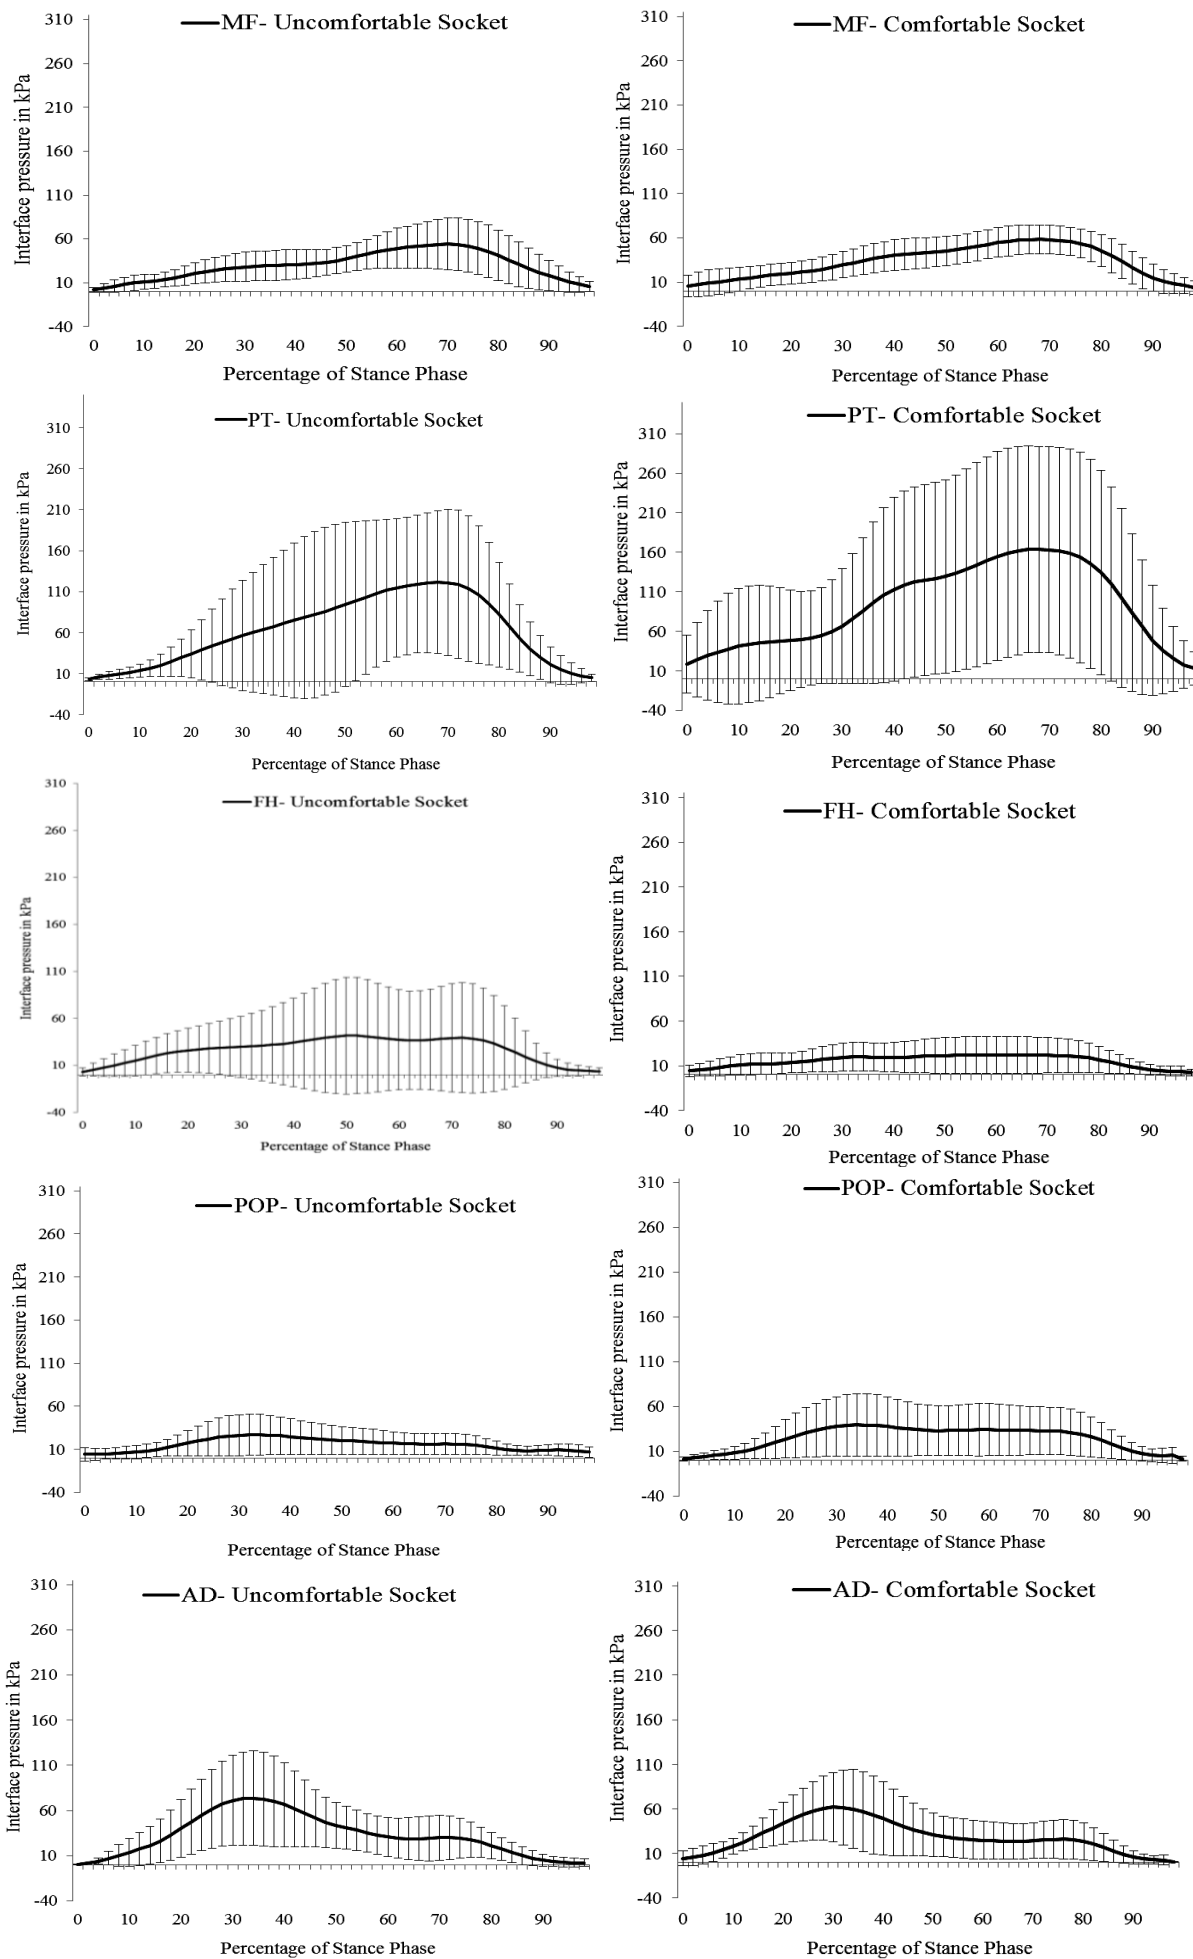 MF- Uncomfortable Socket
Interface pressure in kPa
310
260
210
160
110
60
10
-40
0 10 20 30 40 50 60 70 80 90
Percentage of Stance Phase
MF- Comfortable Socket
Interface pressure in kPa
310
260
210
160
110
60
10
-40
0 10 20 30 40 50 60 70 80 90
Percentage of Stance Phase
PT- Uncomfortable Socket
Interface pressure in kPa
310
260
210
160
110
60
10
-40
0 10 20 30 40 50 60 70 80 90
Percentage of Stance Phase
PT- Comfortable Socket
Interface pressure in kPa
310
260
210
160
110
60
10
-40
0 10 20 30 40 50 60 70 80 90
Percentage of Stance Phase
FH- Uncomfortable Socket
Interface pressure in kPa
310
260
210
160
110
60
10
-40
0 10 20 30 40 50 60 70 80 90
Percentage of Stance Phase
FH- Comfortable Socket
Interface pressure in kPa
310
260
210
160
110
60
10
-40
0 10 20 30 40 50 60 70 80 90
Percentage of Stance Phase
POP- Uncomfortable Socket
Interface pressure in kPa
310
260
210
160
110
60
10
-40
0 10 20 30 40 50 60 70 80 90
Percentage of Stance Phase
POP- Comfortable Socket
Interface pressure in kPa
310
260
210
160
110
60
10
-40
0 10 20 30 40 50 60 70 80 90
Percentage of Stance Phase
AD- Uncomfortable Socket
Interface pressure in kPa
310
260
210
160
110
60
10
-40
0 10 20 30 40 50 60 70 80 90
Percentage of Stance Phase
AD- Comfortable Socket
Interface pressure in kPa
310
260
210
160
110
60
10
-40
0 10 20 30 40 50 60 70 80 90
Percentage of Stance Phase